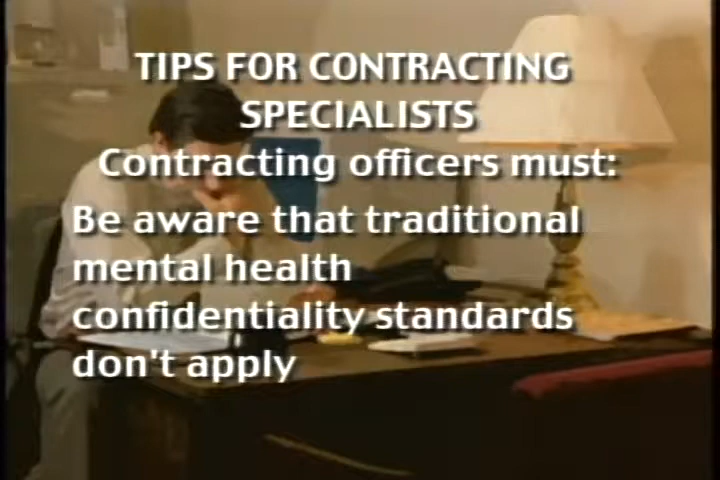 TIPS FOR CONTRACTING
SPECIALISTS
Contracting officers must:
Be aware that traditional
mental health
confidentiality standards
don't apply